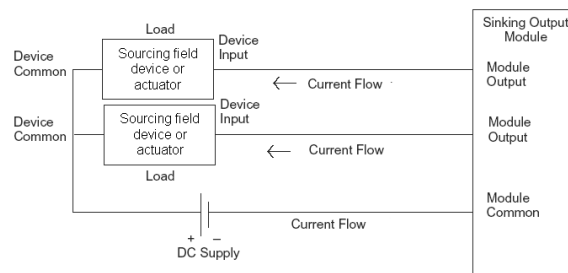 Sinking Output
Module
Load
Device
Common
Sourcing field
device or
actuator
Device
Input
Current Flow
Module
Output
Device
Common
Sourcing field
device or
actuator
Device
Input
Current Flow
Module
Output
Load
Current Flow
Module
Common
+ −
DC Supply